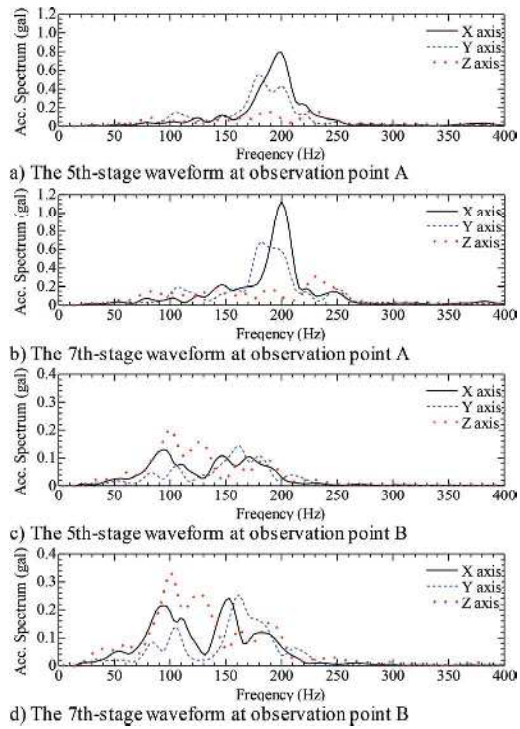 Acc. Spectrum (gal)
1.2
1.0
0.8
0.6
0.4
0.2
0
X axis
Y axis
Z axis
0 50 100 150 200 250 300 350 400
Freqency (Hz)
a) The 5th-stage waveform at observation point A
Acc. Spectrum (gal)
1.2
1.0
0.8
0.6
0.4
0.2
0
X axis
Y axis
Z axis
0 50 100 150 200 250 300 350 400
Freqency (Hz)
b) The 7th-stage waveform at observation point A
Acc. Spectrum (gal)
0.4
0.3
0.2
0.1
0
X axis
Y axis
Z axis
0 50 100 150 200 250 300 350 400
Freqency (Hz)
c) The 5th-stage waveform at observation point B
Acc. Spectrum (gal)
0.4
0.3
0.2
0.1
0
X axis
Y axis
Z axis
0 50 100 150 200 250 300 350 400
Freqency (Hz)
d) The 7th-stage waveform at observation point B